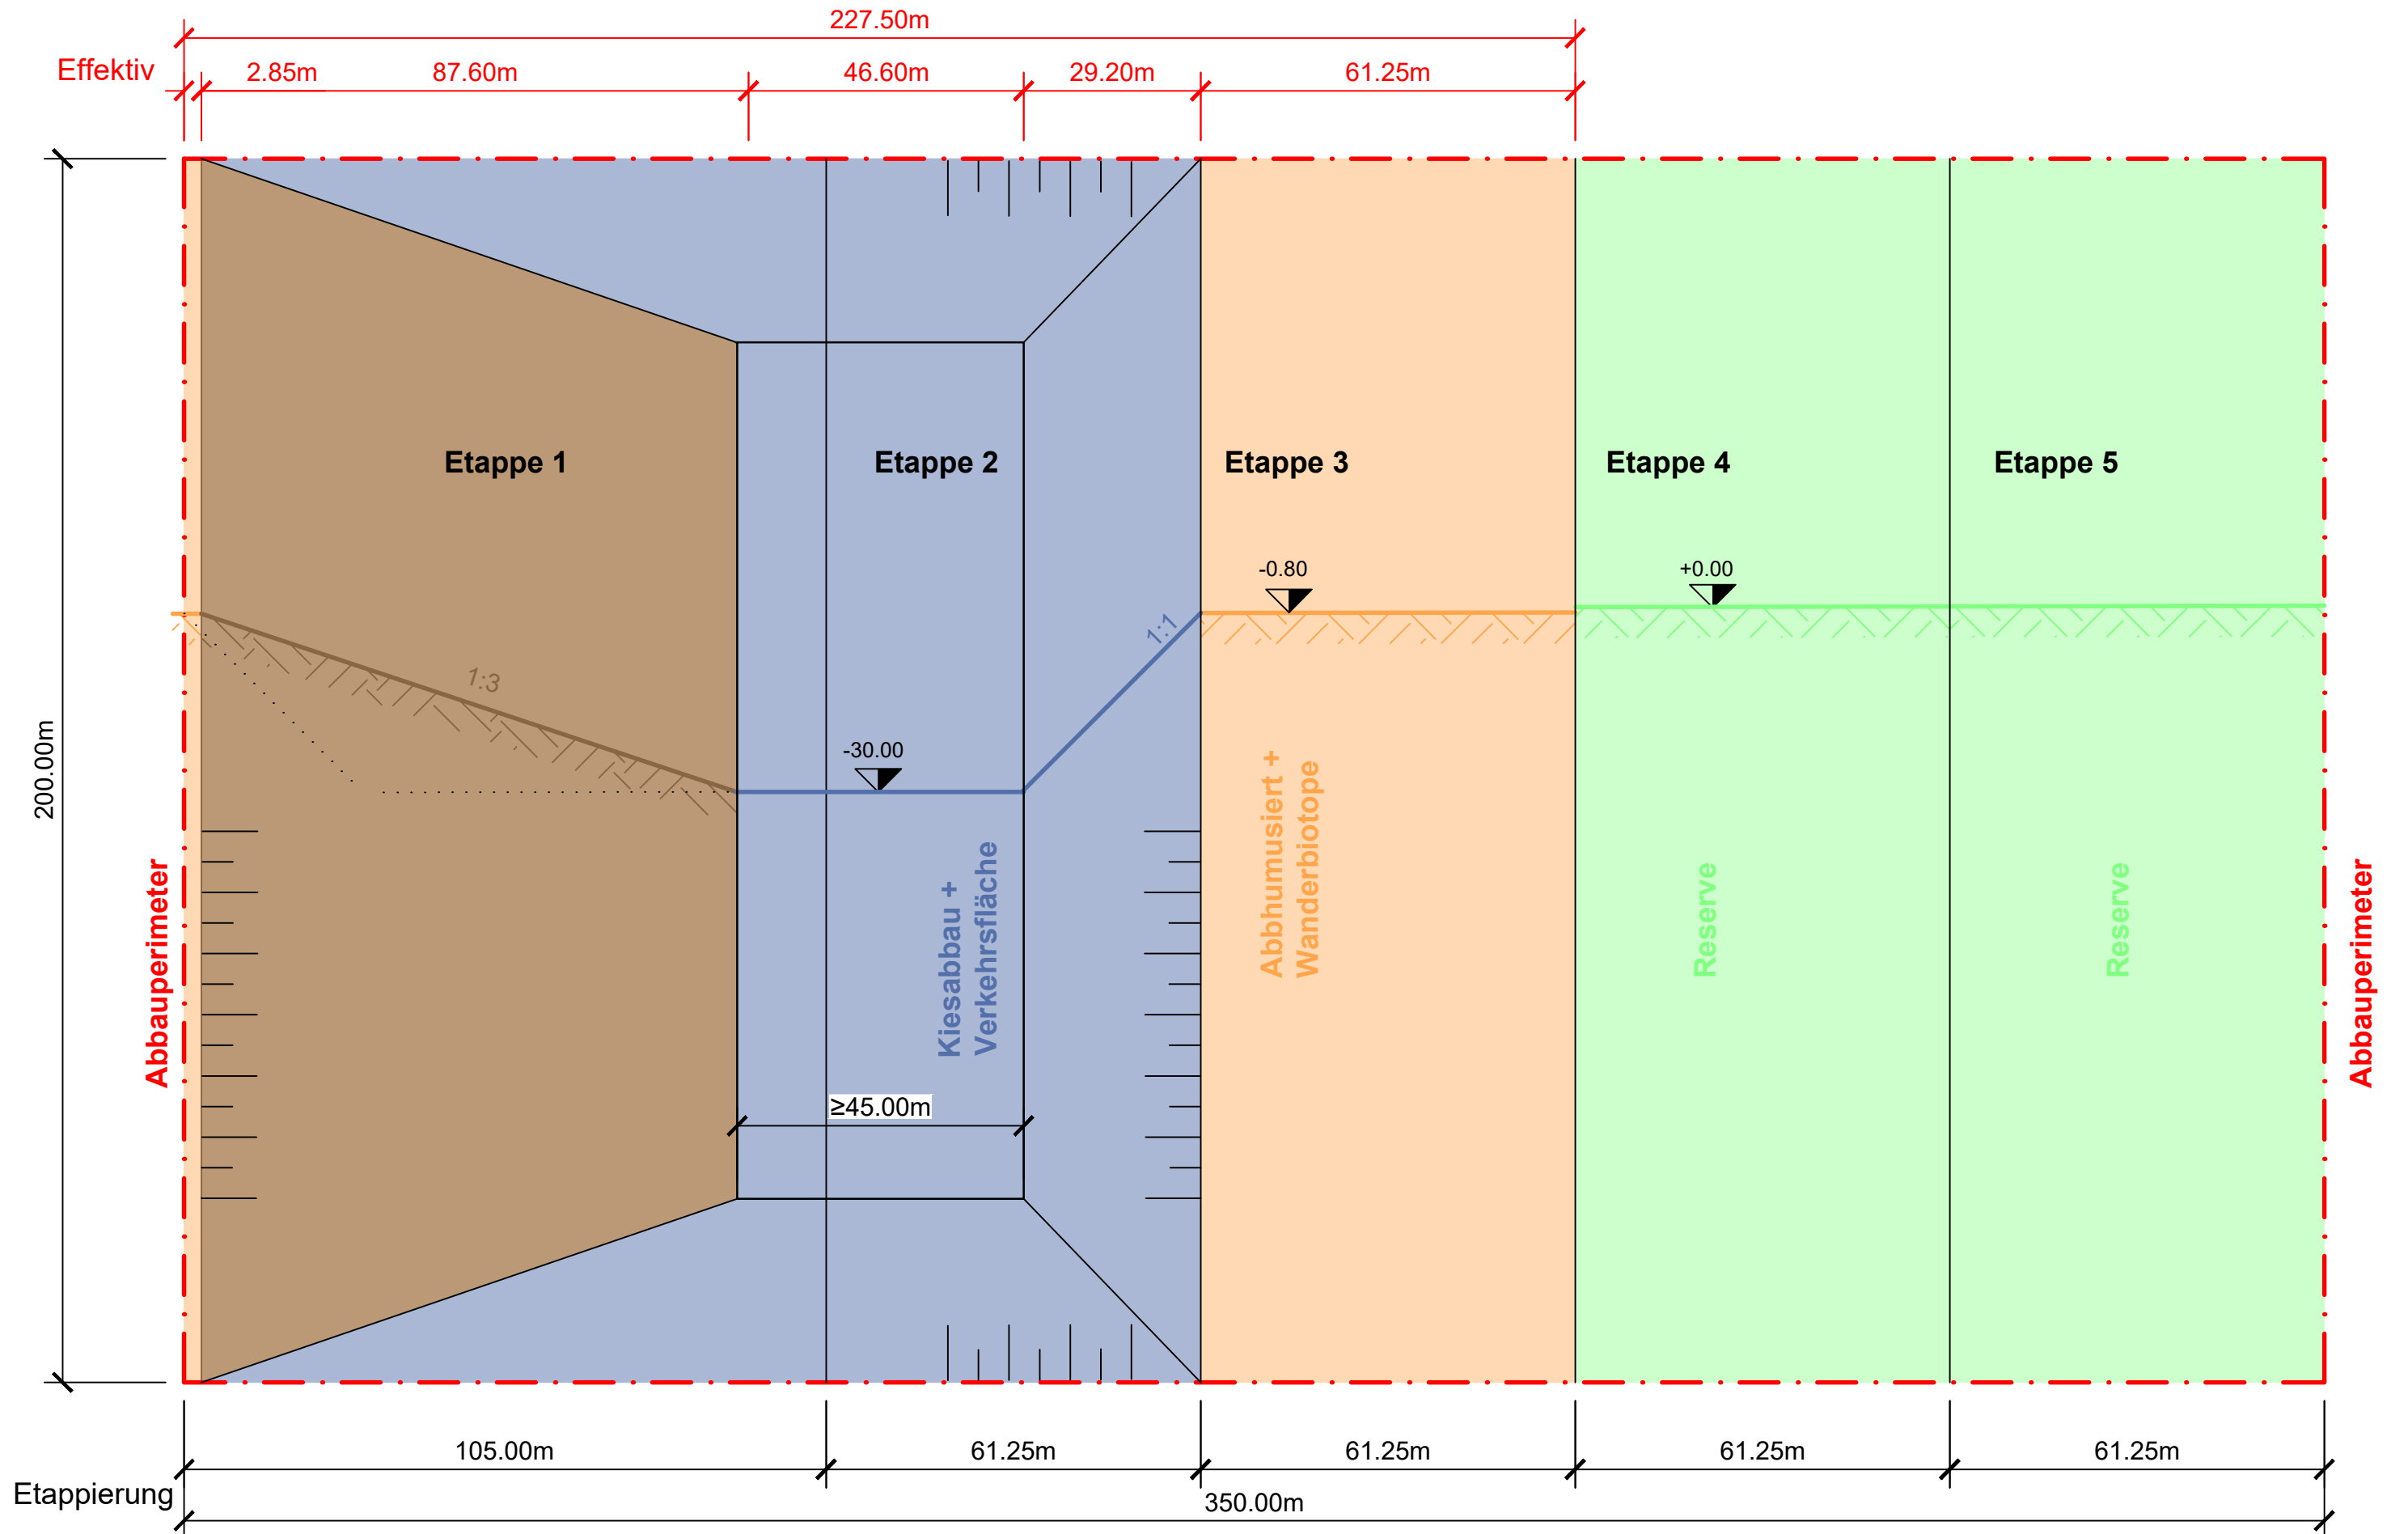 227.50m
Effektiv
2.85m
87.60m
46.60m
29.20m
61.25m
Etappe 1
Etappe 2
Etappe 3
Etappe 4
Etappe 5
-0.80
+0.00
1:1
1:3
-30.00
200.00m
Abbauperimeter
Kiesabbau +
Verkehrsfläche
Abbhumusiert +
Wanderbiotope
Reserve
Reserve
Abbauperimeter
≥45.00m
105.00m
61.25m
61.25m
61.25m
61.25m
Etappierung
350.00m